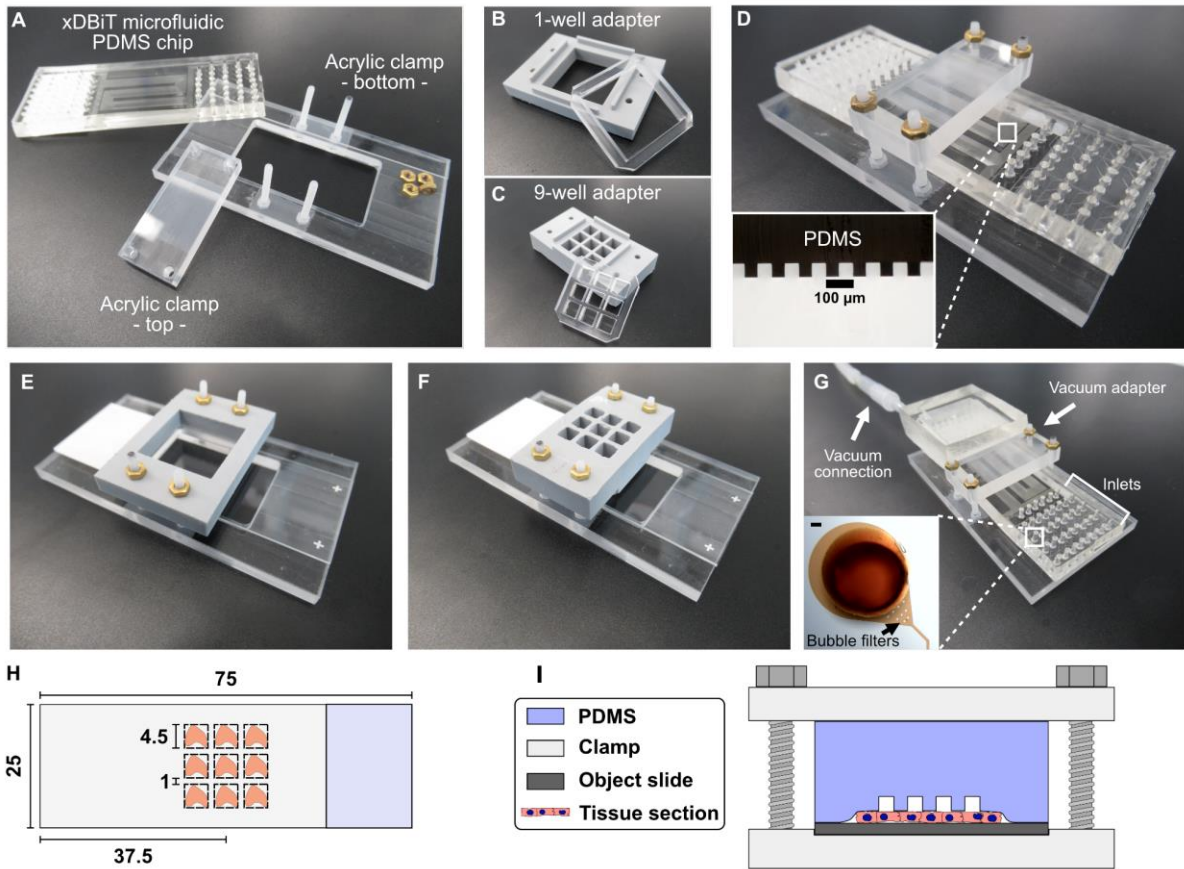 A
xDBiT microfluidic
PDMS chip
Acrylic clamp
- bottom -
Acrylic clamp
- top -
B
1-well adapter
C
9-well adapter
D
PDMS
100 µm
E
F
G
Vacuum adapter
Vacuum
connection
Inlets
Bubble filters
H
75
25
4.5
1
37.5
I
PDMS
Clamp
Object slide
Tissue section